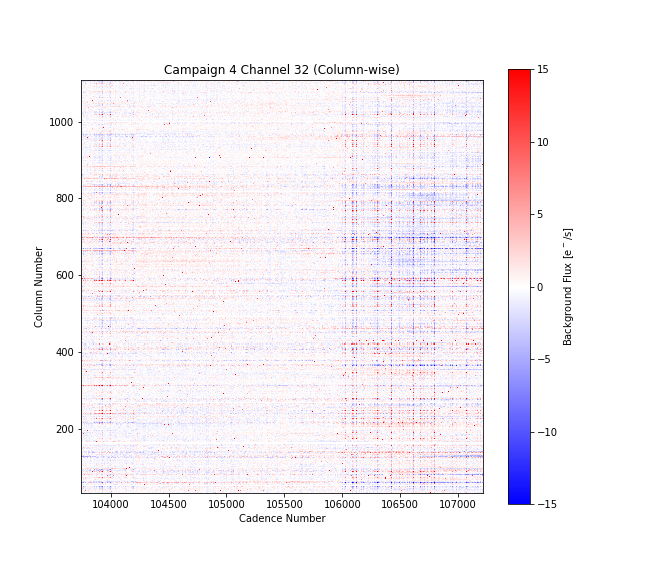 Campaign 4 Channel 32 (Column-wise)
1000
800
600
400
200
Column Number
104000 104500 105000 105500 106000 106500 107000
Cadence Number
15
10
5
0
−5
−10
−15
Background Flux [e⁻/s]